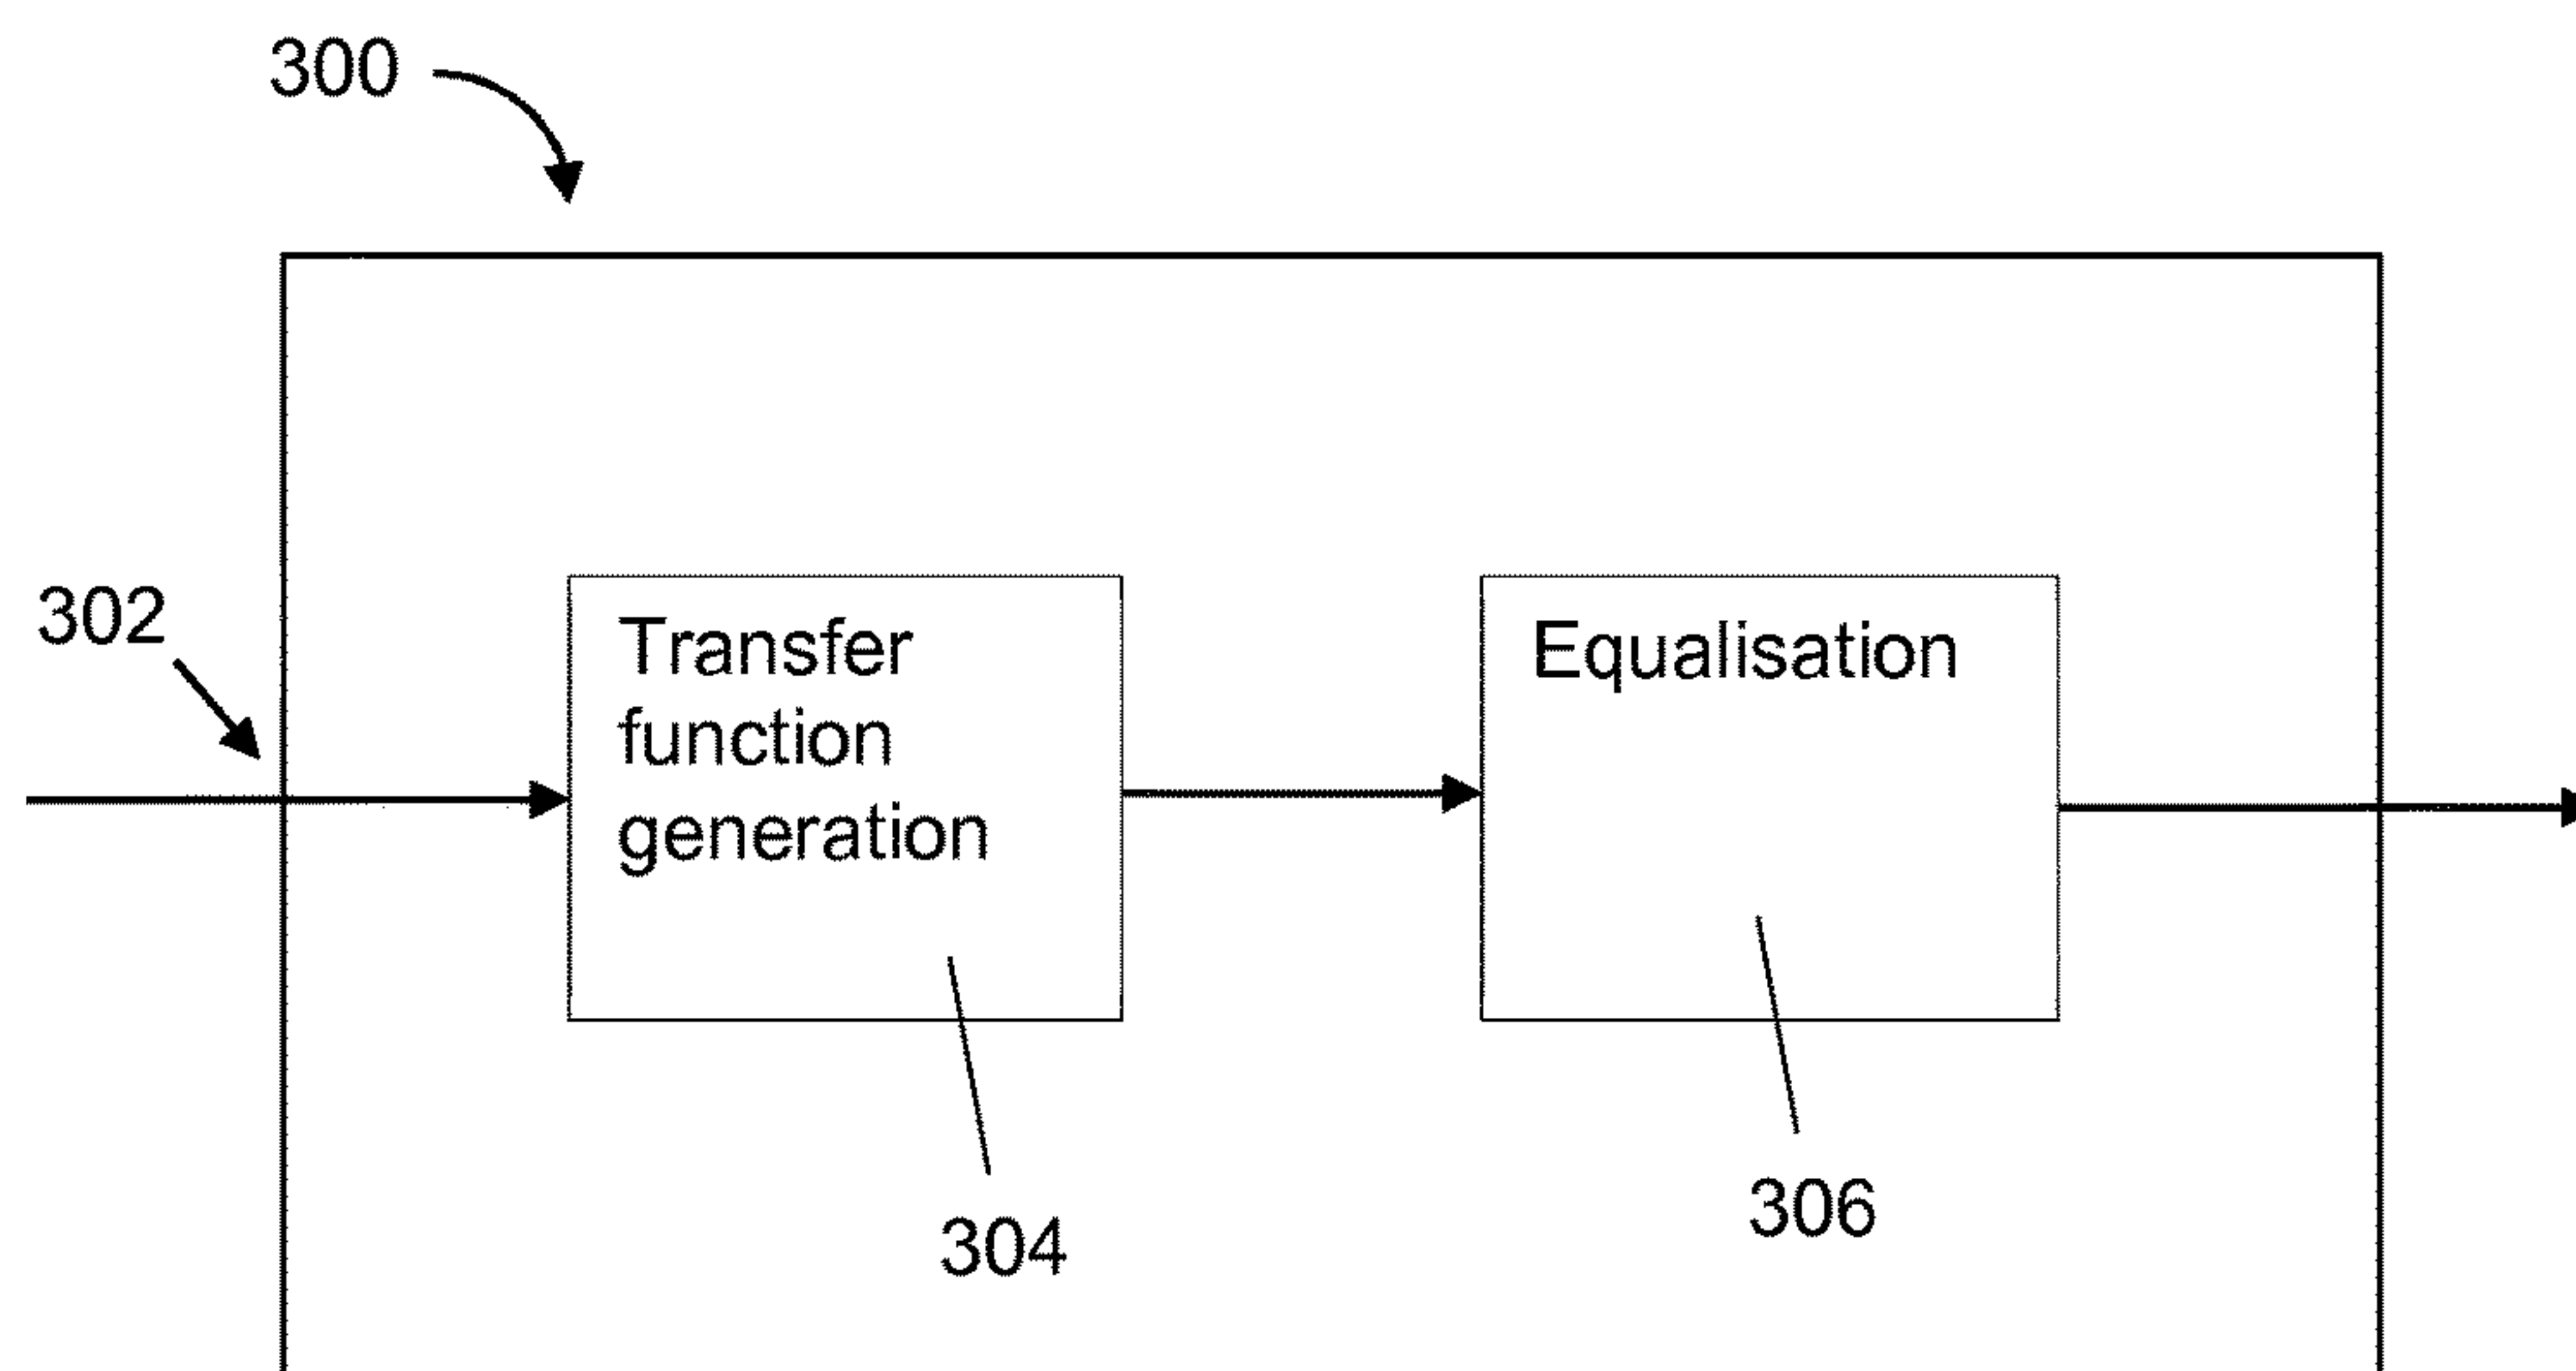 300
302
Transfer
function
generation
Equalisation
304
306